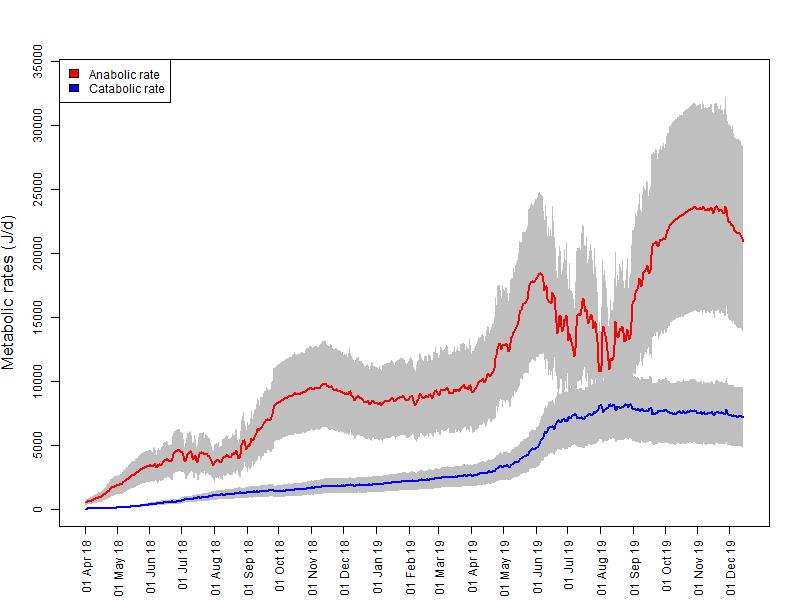 Metabolic rates (J/d)
35000
30000
25000
20000
15000
10000
5000
0
Anabolic rate
Catabolic rate
01 Apr 18
01 May 18
01 Jun 18
01 Jul 18
01 Aug 18
01 Sep 18
01 Oct 18
01 Nov 18
01 Dec 18
01 Jan 19
01 Feb 19
01 Mar 19
01 Apr 19
01 May 19
01 Jun 19
01 Jul 19
01 Aug 19
01 Sep 19
01 Oct 19
01 Nov 19
01 Dec 19